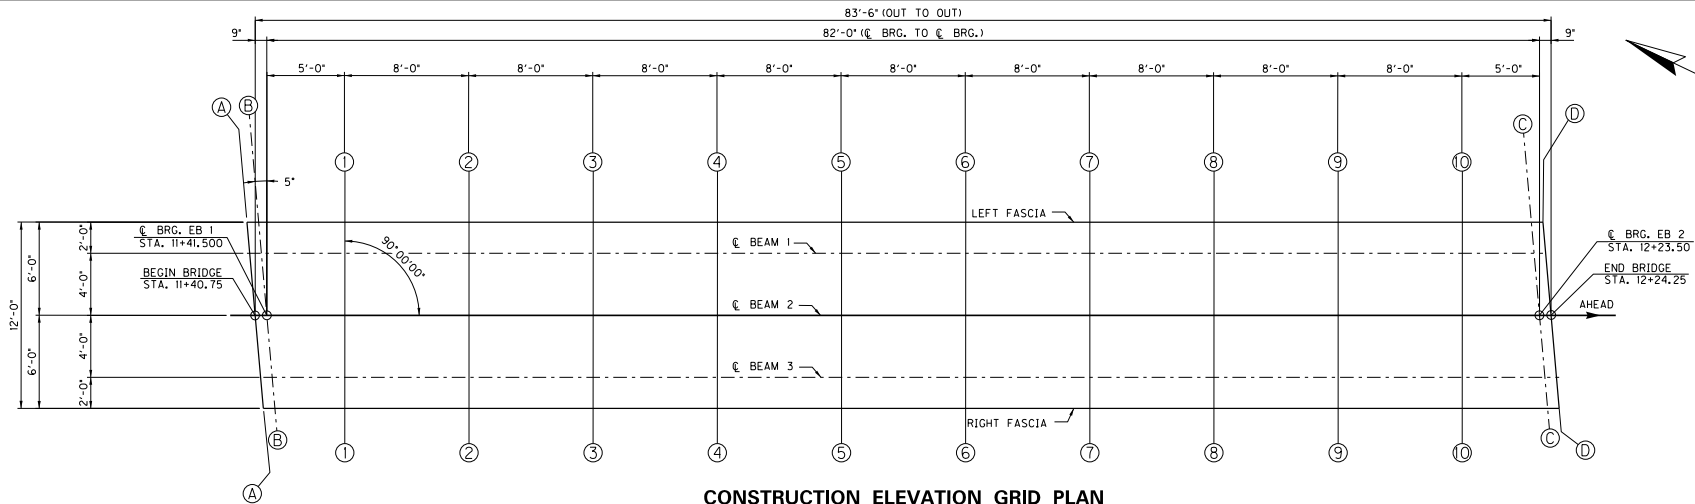 83'-6" (OUT TO OUT)
9"
82'-0" (℄ BRG. TO ℄ BRG.)
9"
5'-0"
8'-0"
8'-0"
8'-0"
8'-0"
8'-0"
8'-0"
8'-0"
8'-0"
8'-0"
5'-0"
A
B
C
D
1
2
3
4
5
6
7
8
9
10
5"
LEFT FASCIA
℄ BRG. EB 1
STA. 11+41.500
2'-0"
90°00'00"
℄ BEAM 1
℄ BRG. EB 2
STA. 12+23.50
BEGIN BRIDGE
STA. 11+40.75
END BRIDGE
STA. 12+24.25
6'-0"
4'-0"
12'-0"
℄ BEAM 2
AHEAD
4'-0"
6'-0"
℄ BEAM 3
2'-0"
RIGHT FASCIA
B
C
D
1
2
3
4
5
6
7
8
9
10
A
CONSTRUCTION ELEVATION GRID PLAN